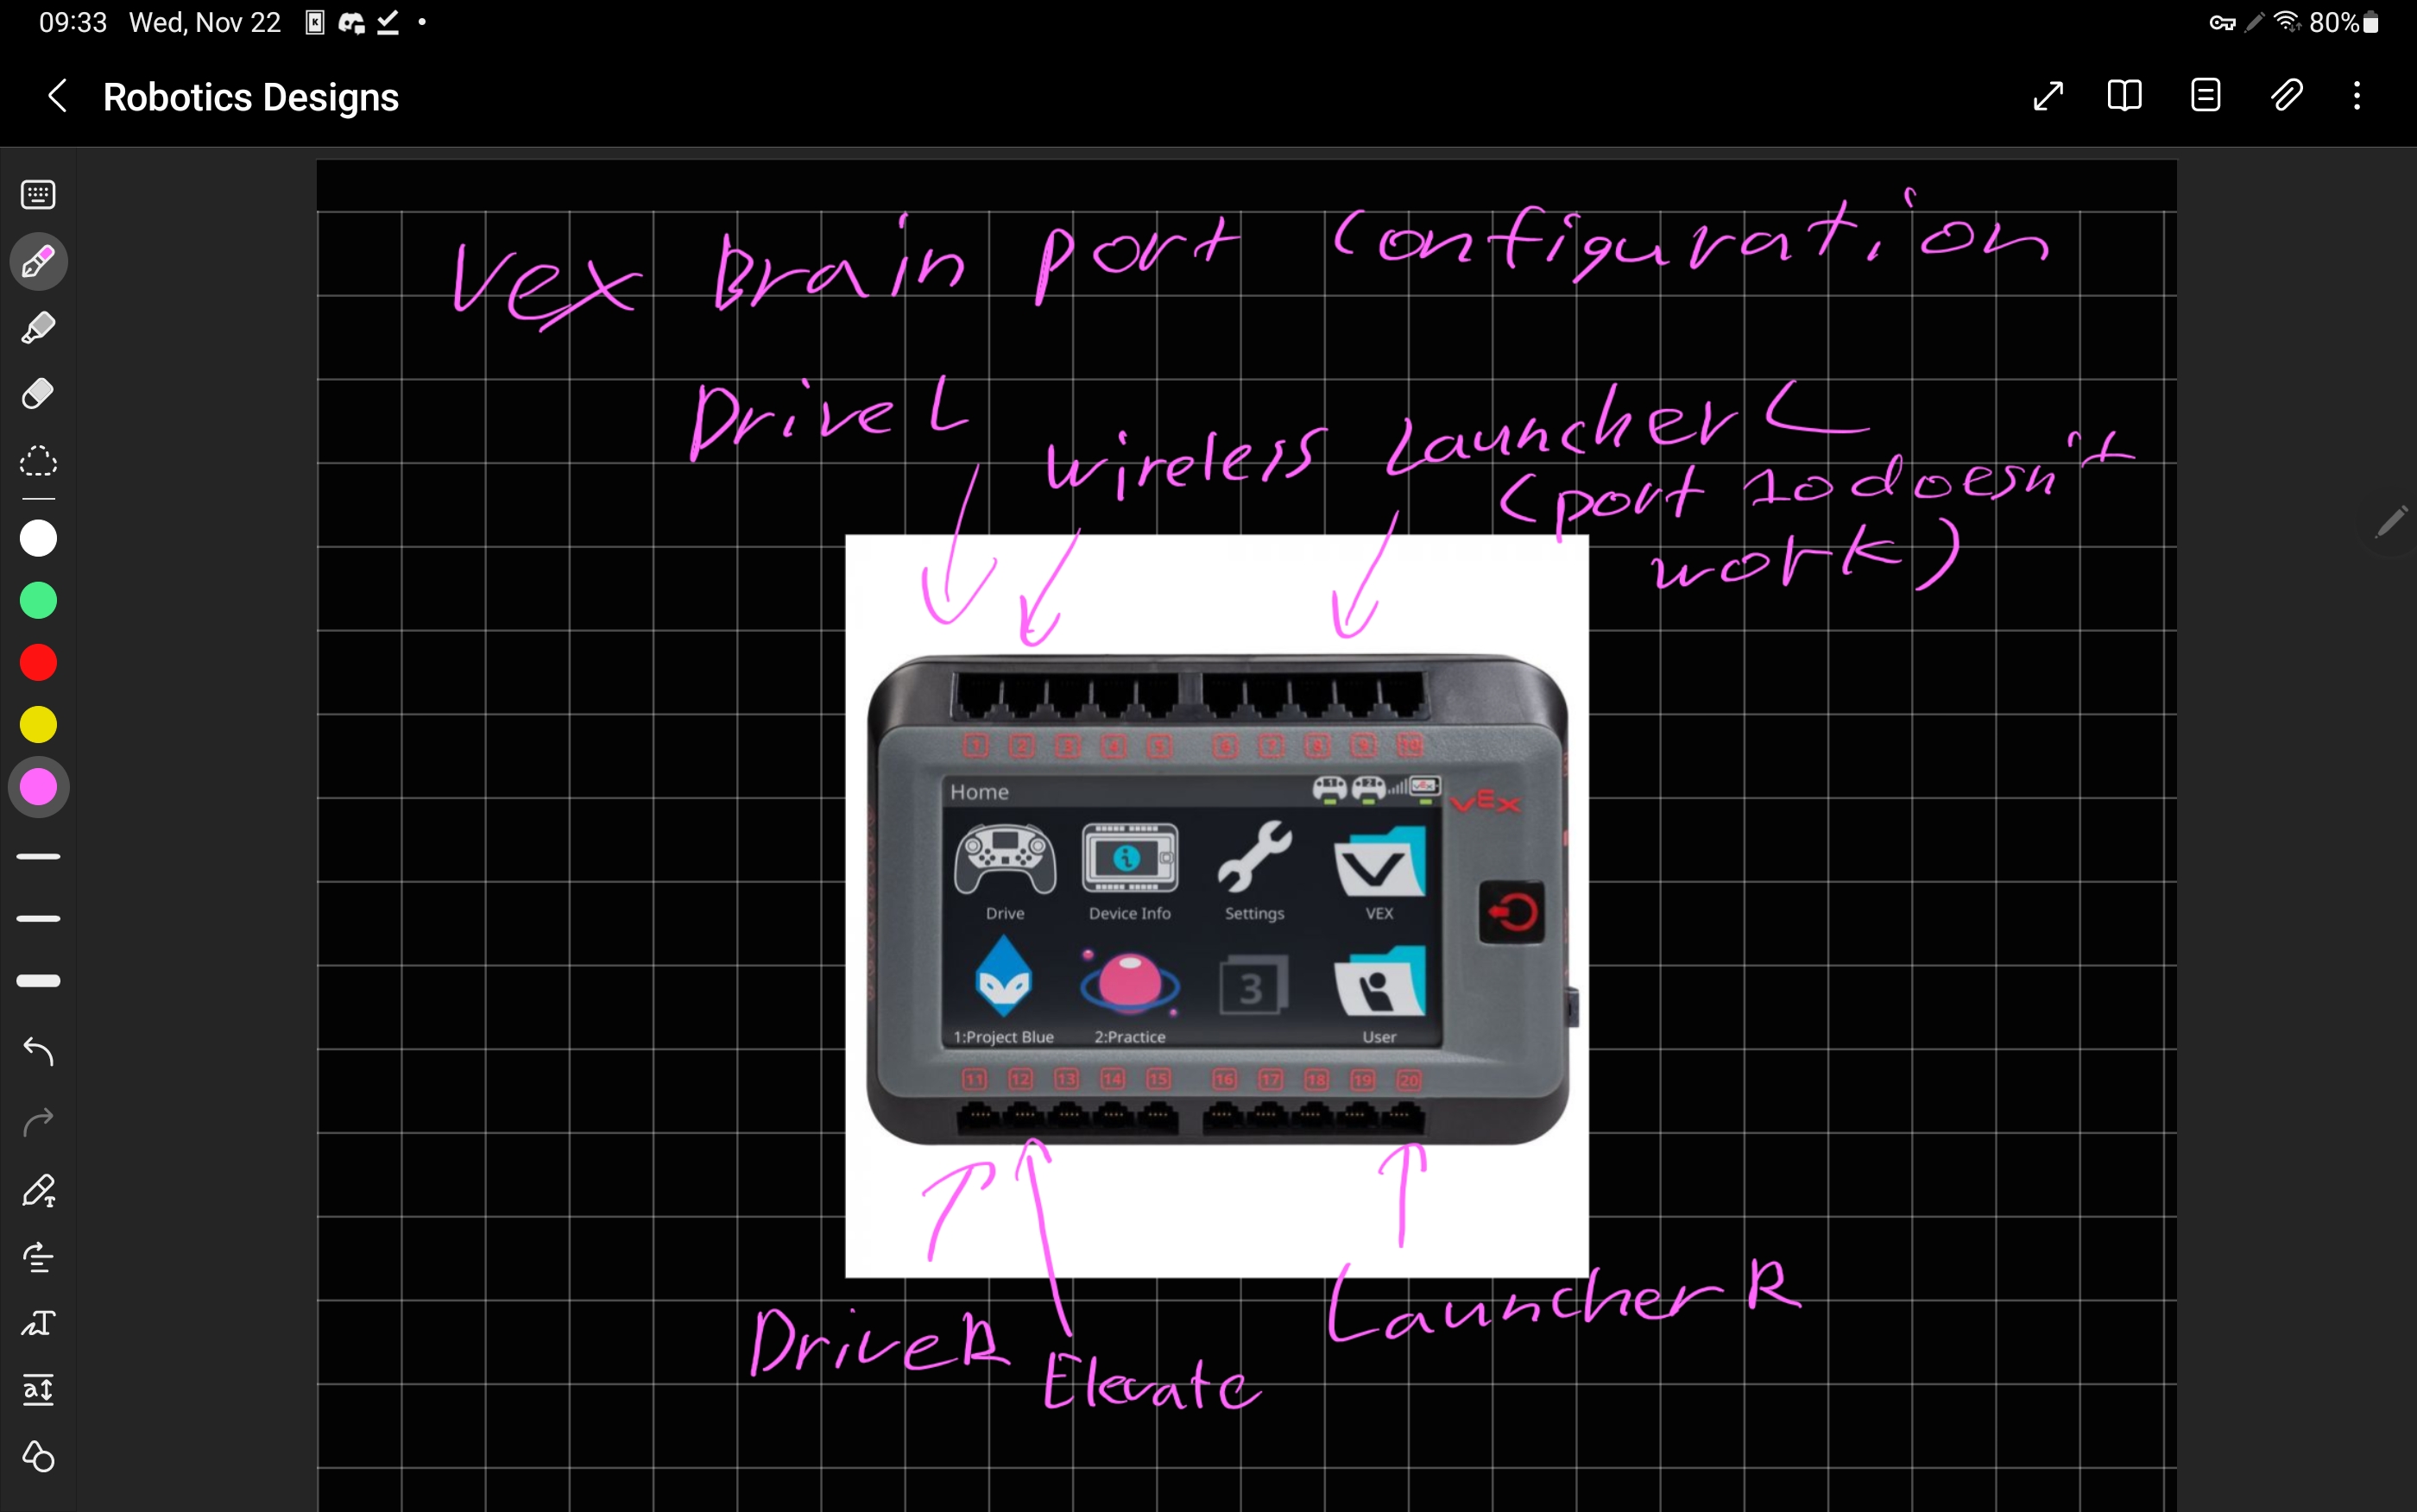 09:33 Wed, Nov 22
80%
Robotics Designs
Vex Brain port configuration
Drive L
wireless
Launcher L
(port 10 doesn't
work)
1 2 3 4 5 6 7 8 9 10
Home
VEX
Drive Device Info Settings VEX
3
1:Project Blue 2:Practice User
11 12 13 14 15 16 17 18 19 20
Drive R
Elevate
Launcher R